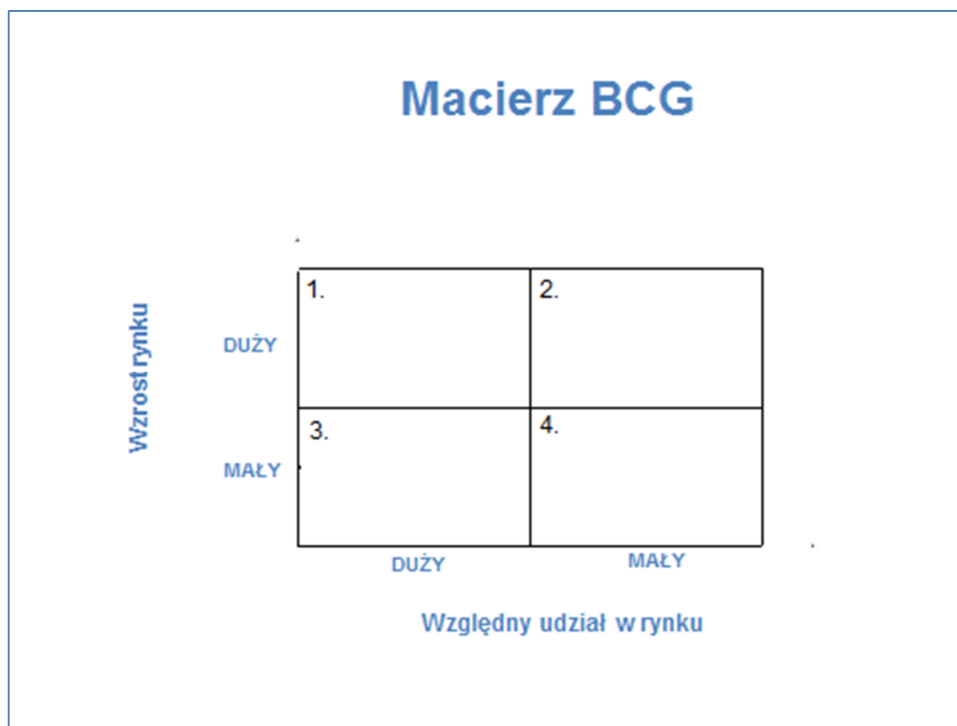 Macierz BCG
Wzrost rynku
DUŻY
MAŁY
1.
2.
3.
4.
DUŻY
MAŁY
Względny udział w rynku